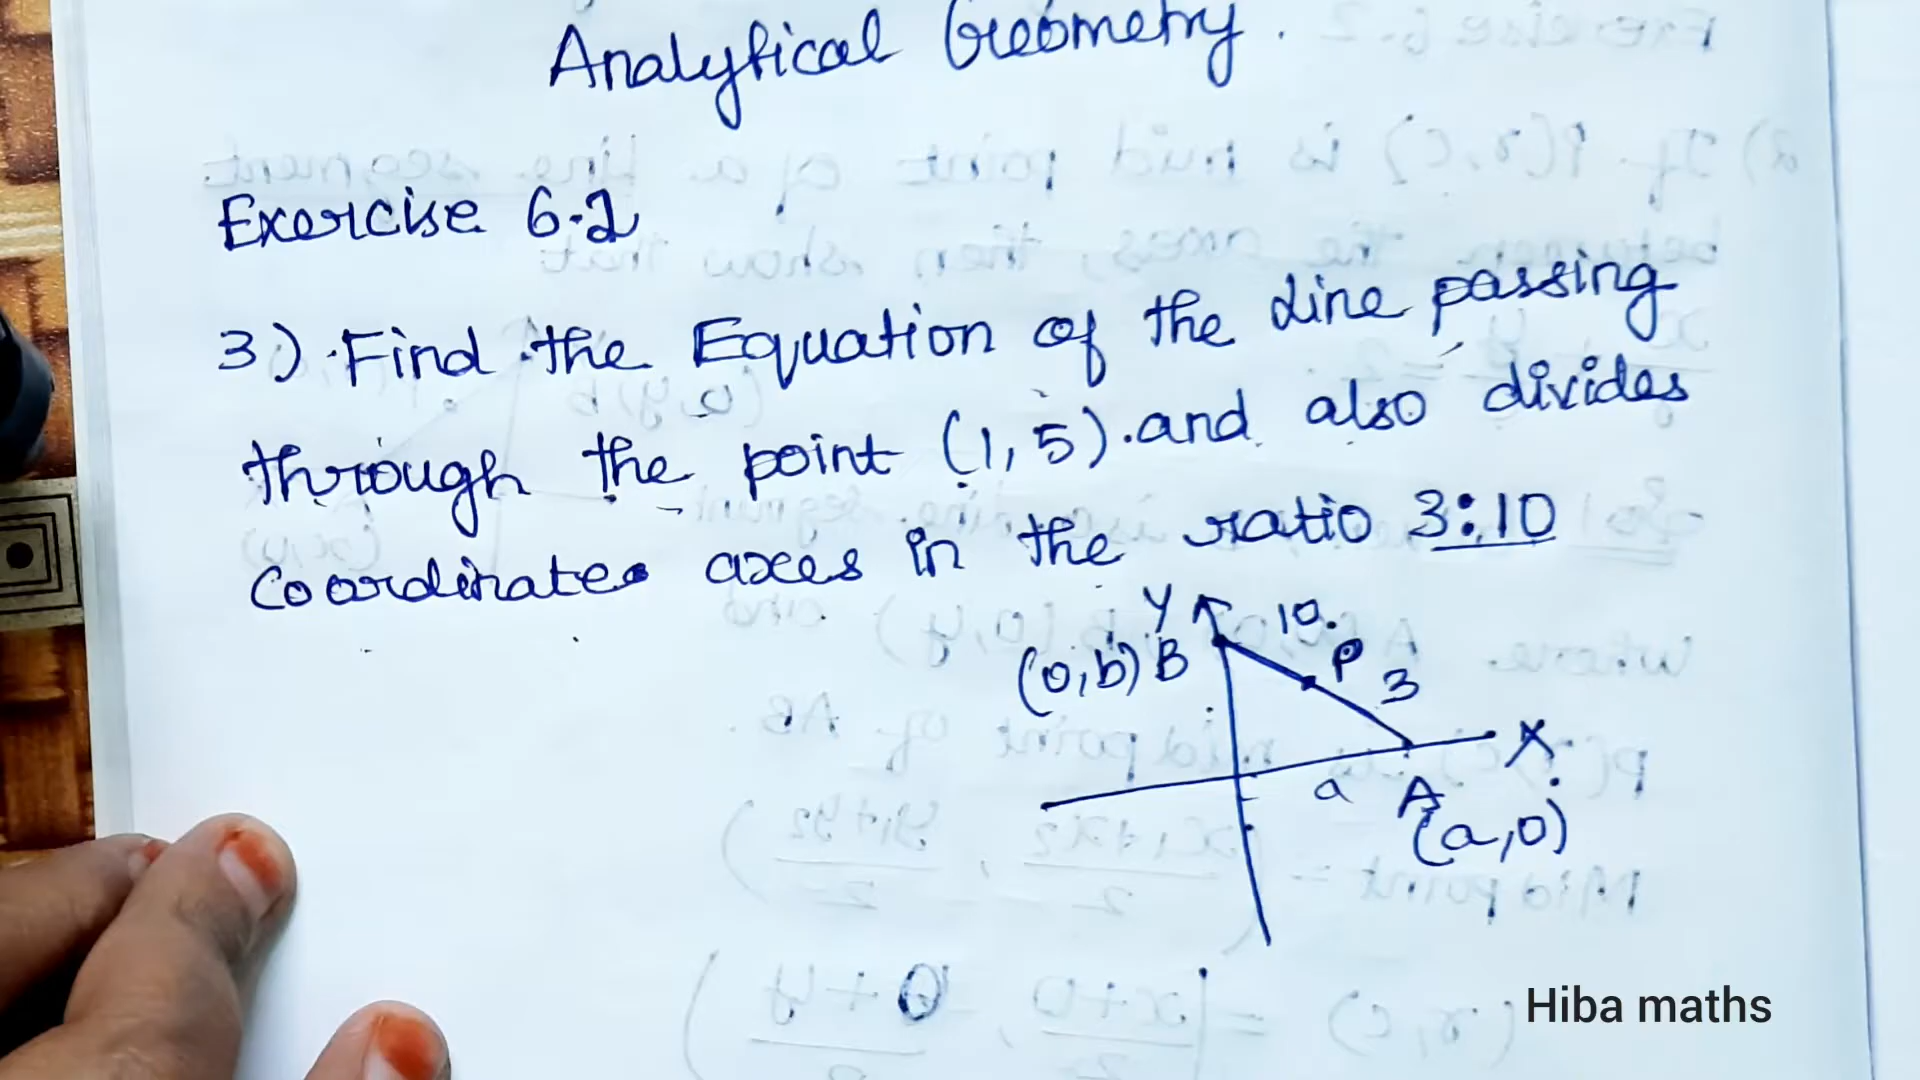 Analytical Geometry.
Exercise 6.2
3) Find the Equation of the Line passing
through the point (1, 5) and also divides
coordinate axes in the ratio 3:10
Y 10.
P
(0,b) B 3
X
a A
(a,0)
Hiba maths